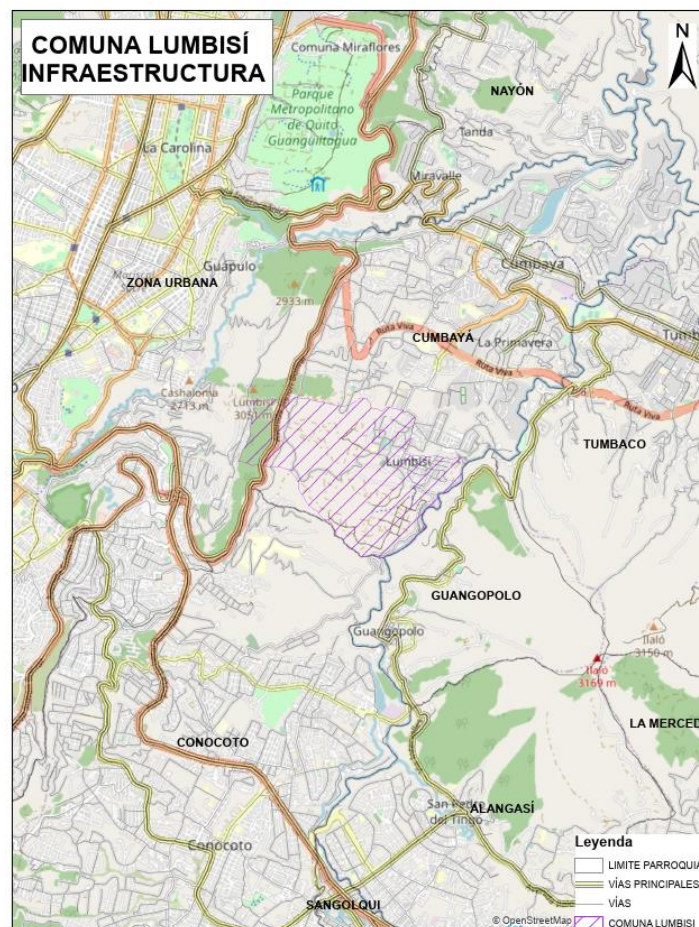 COMUNA LUMBISÍ
INFRAESTRUCTURA
N
Comuna Miraflores
Parque
Metropolitano
de Quito
Guanguiltagua
NAYÓN
Tanda
La Carolina
Miravalle
Guápulo
Cumbaya
ZONA URBANA
2933 m
Ruta Viva
CUMBAYÁ
La Primavera
Ruta Viva
Ruta Viva
Cashaloma
2713 m
Lumbisí
3051 m
TUMBACO
Lumbisí
GUANGOPOLO
Guangopolo
Ilaló
3150 m
Ilaló
3169 m
LA MERCED
CONOCOTO
ALANGASÍ
San Pedro
del Tingo
Conocoto
SANGOLQUI
Leyenda
LIMITE PARROQUIA
VÍAS PRINCIPALES
VÍAS
COMUNA LUMBISI
© OpenStreetMap